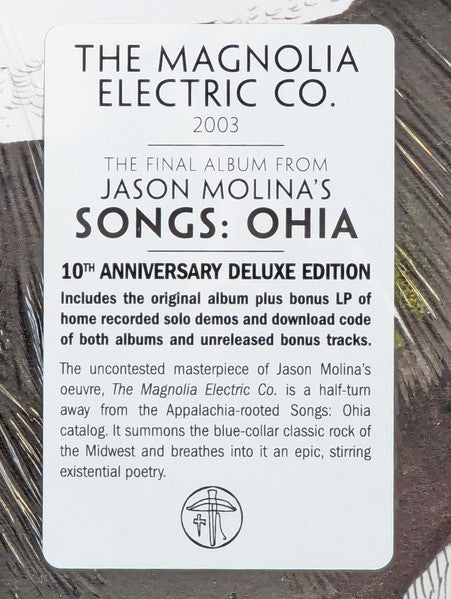 THE MAGNOLIA
ELECTRIC CO.
2003
THE FINAL ALBUM FROM
JASON MOLINA'S
SONGS: OHIA
10TH ANNIVERSARY DELUXE EDITION
Includes the original album plus bonus LP of
home recorded solo demos and download code
of both albums and unreleased bonus tracks.
The uncontested masterpiece of Jason Molina's
oeuvre, The Magnolia Electric Co. is a half-turn
away from the Appalachia-rooted Songs: Ohia
catalog. It summons the blue-collar classic rock of
the Midwest and breathes into it an epic, stirring
existential poetry.